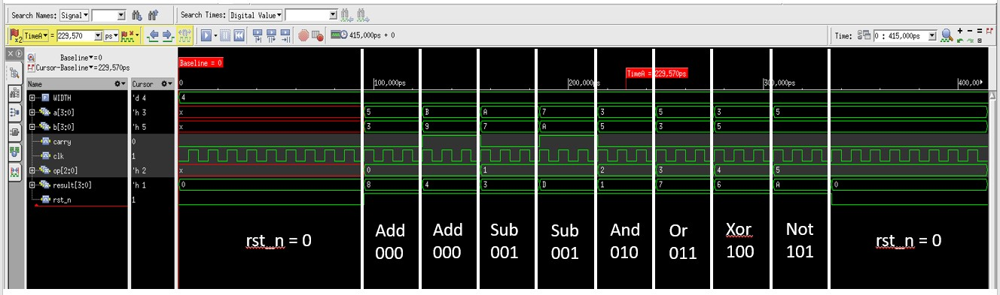 Search Names: Signal Search Times: Digital Value
x2 TimeA = 229,570 ps 415,000ps + 0 Time: 0 : 415,000ps
Baseline=0
Cursor-Baseline=229,570ps
Baseline = 0
TimeA = 229,570ps
Name Cursor 0 100,000ps 200,000ps 300,000ps 400,00
WIDTH 'd 4 4
a[3:0] 'h 3 x 5 B A 7 3 5 3 5
b[3:0] 'h 5 x 3 9 7 A 5 3 5
carry 0
clk 1
op[2:0] 'h 2 x 0 1 2 3 4 5
result[3:0] 'h 1 0 8 4 3 D 1 7 6 A 0
rst_n 1
rst_n = 0 Add Add Sub Sub And Or Xor Not rst_n = 0
000 000 001 001 010 011 100 101